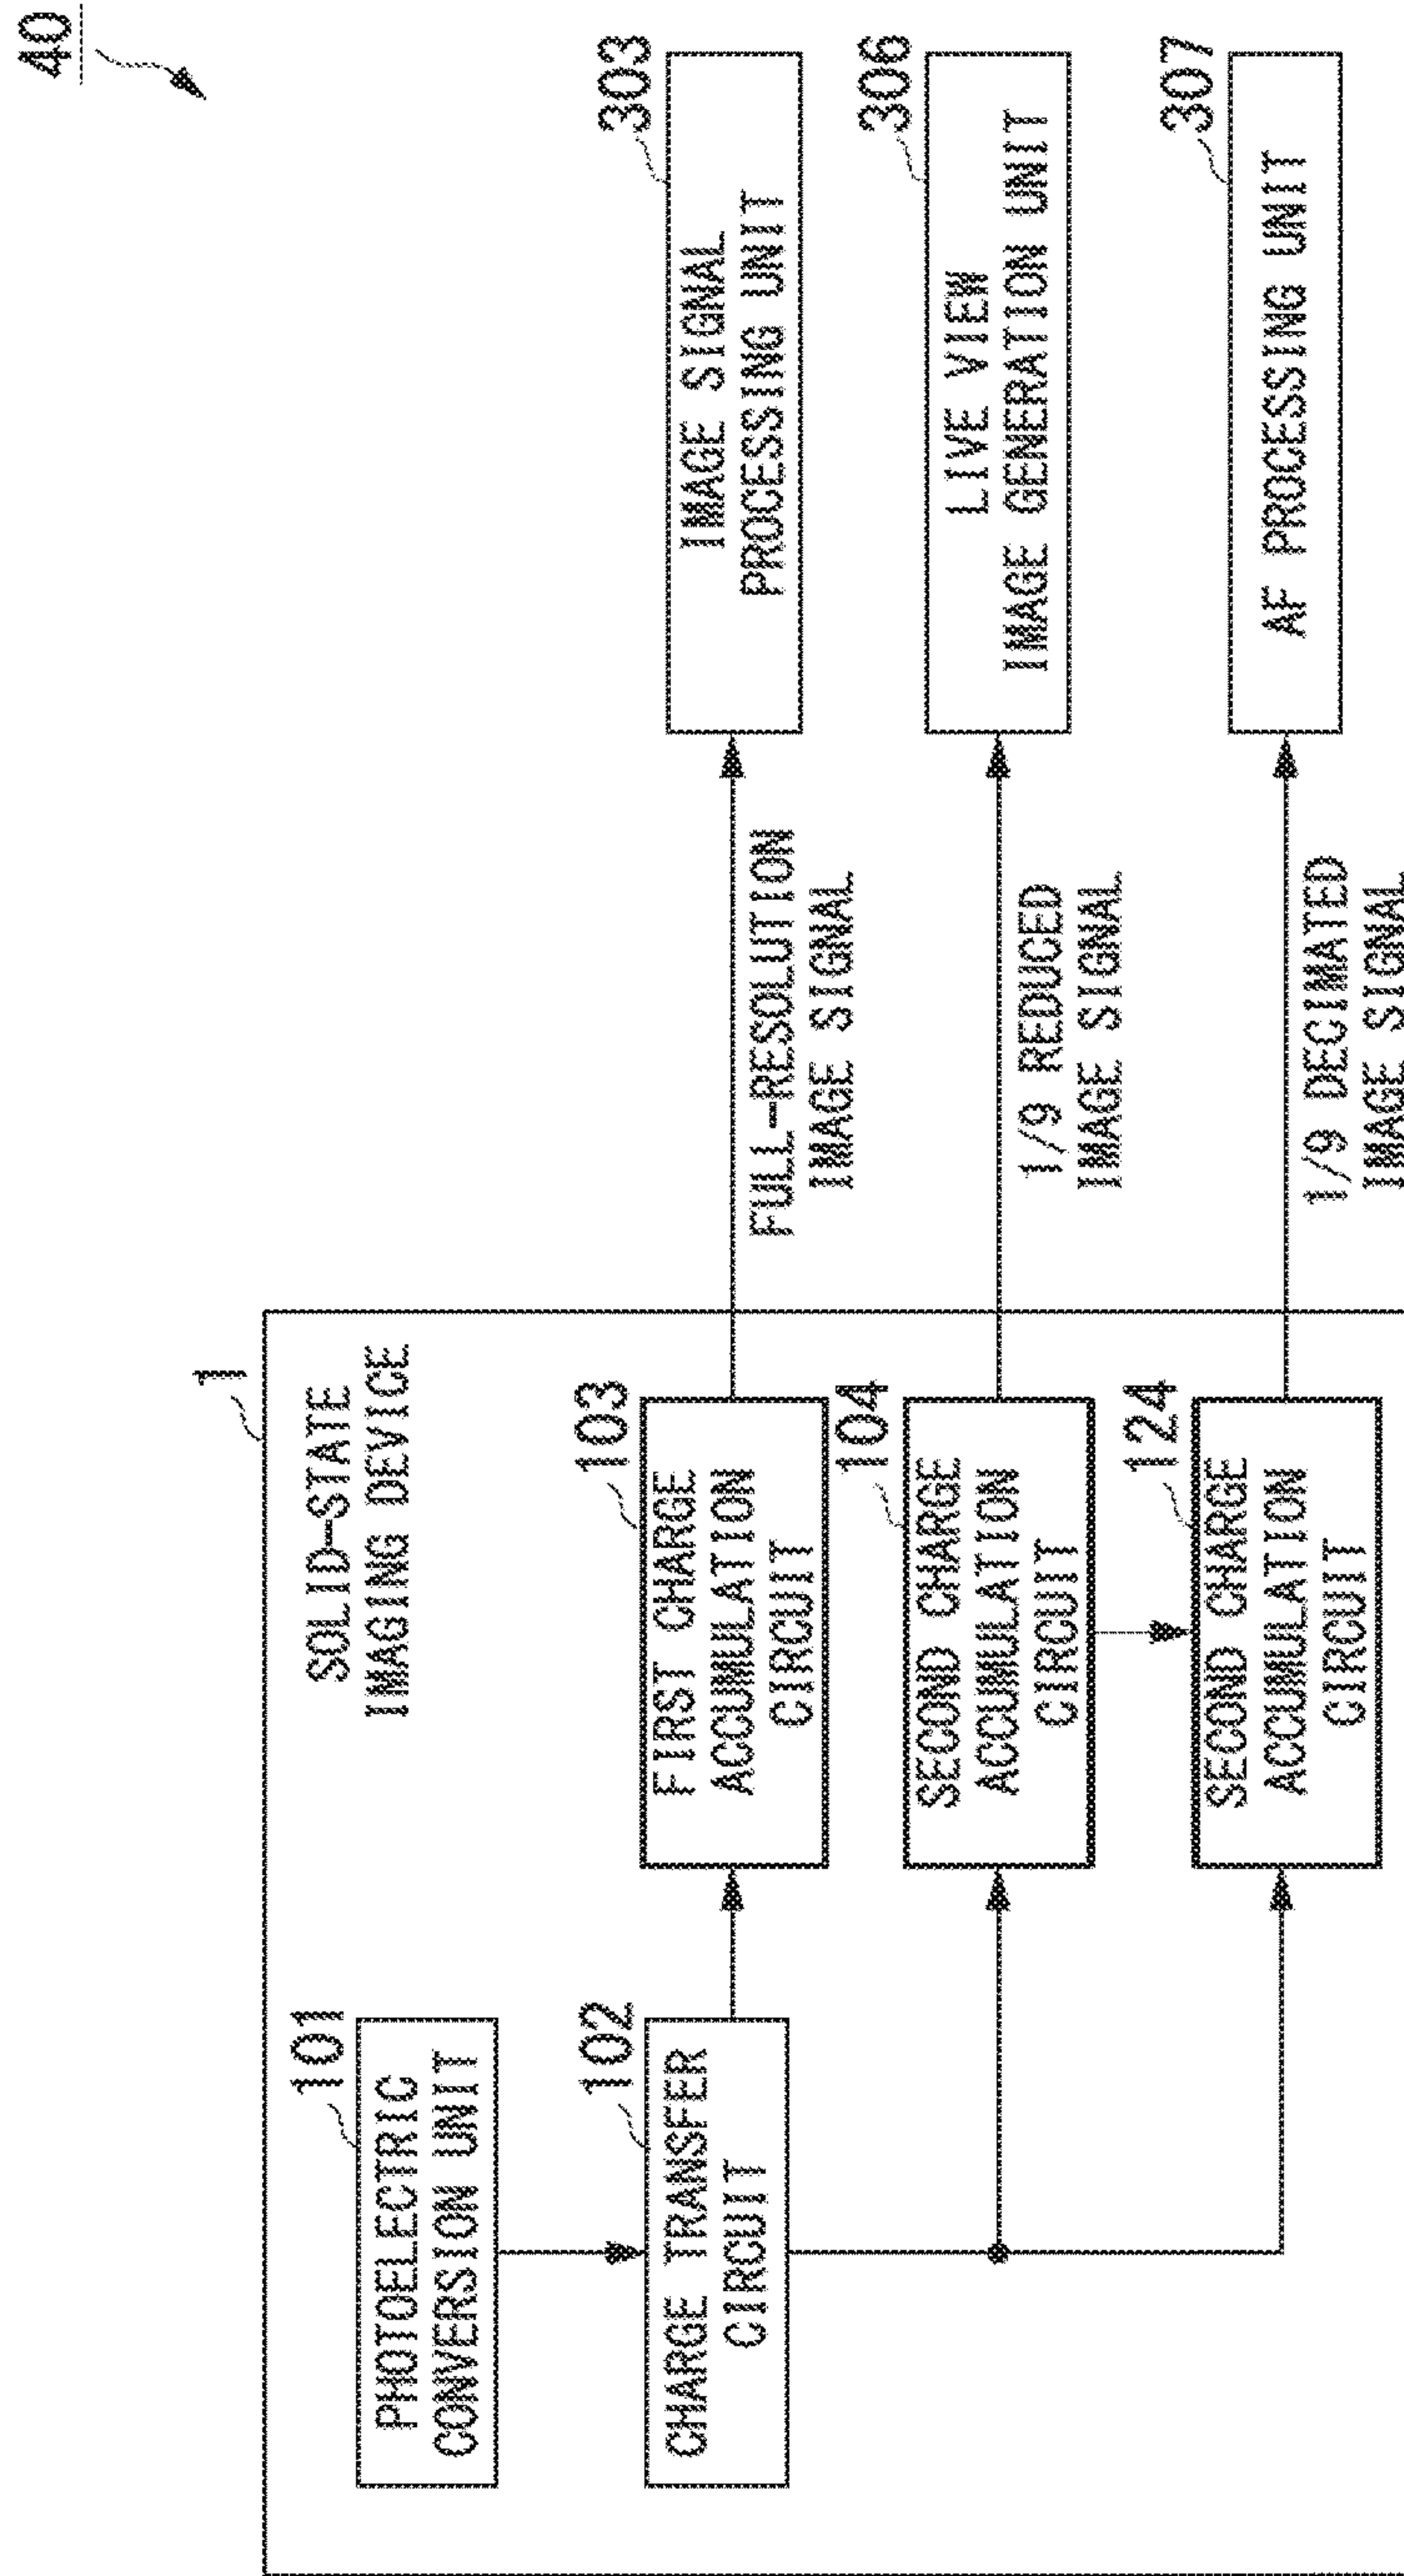 40
1
SOLID-STATE
IMAGING DEVICE
101
PHOTOELECTRIC
CONVERSION UNIT
102
CHARGE TRANSFER
CIRCUIT
103
FIRST CHARGE
ACCUMULATION
CIRCUIT
FULL-RESOLUTION
IMAGE SIGNAL
303
IMAGE SIGNAL
PROCESSING UNIT
104
SECOND CHARGE
ACCUMULATION
CIRCUIT
1/9 REDUCED
IMAGE SIGNAL
306
LIVE VIEW
IMAGE GENERATION UNIT
124
SECOND CHARGE
ACCUMULATION
CIRCUIT
1/9 DECIMATED
IMAGE SIGNAL
307
AF PROCESSING UNIT